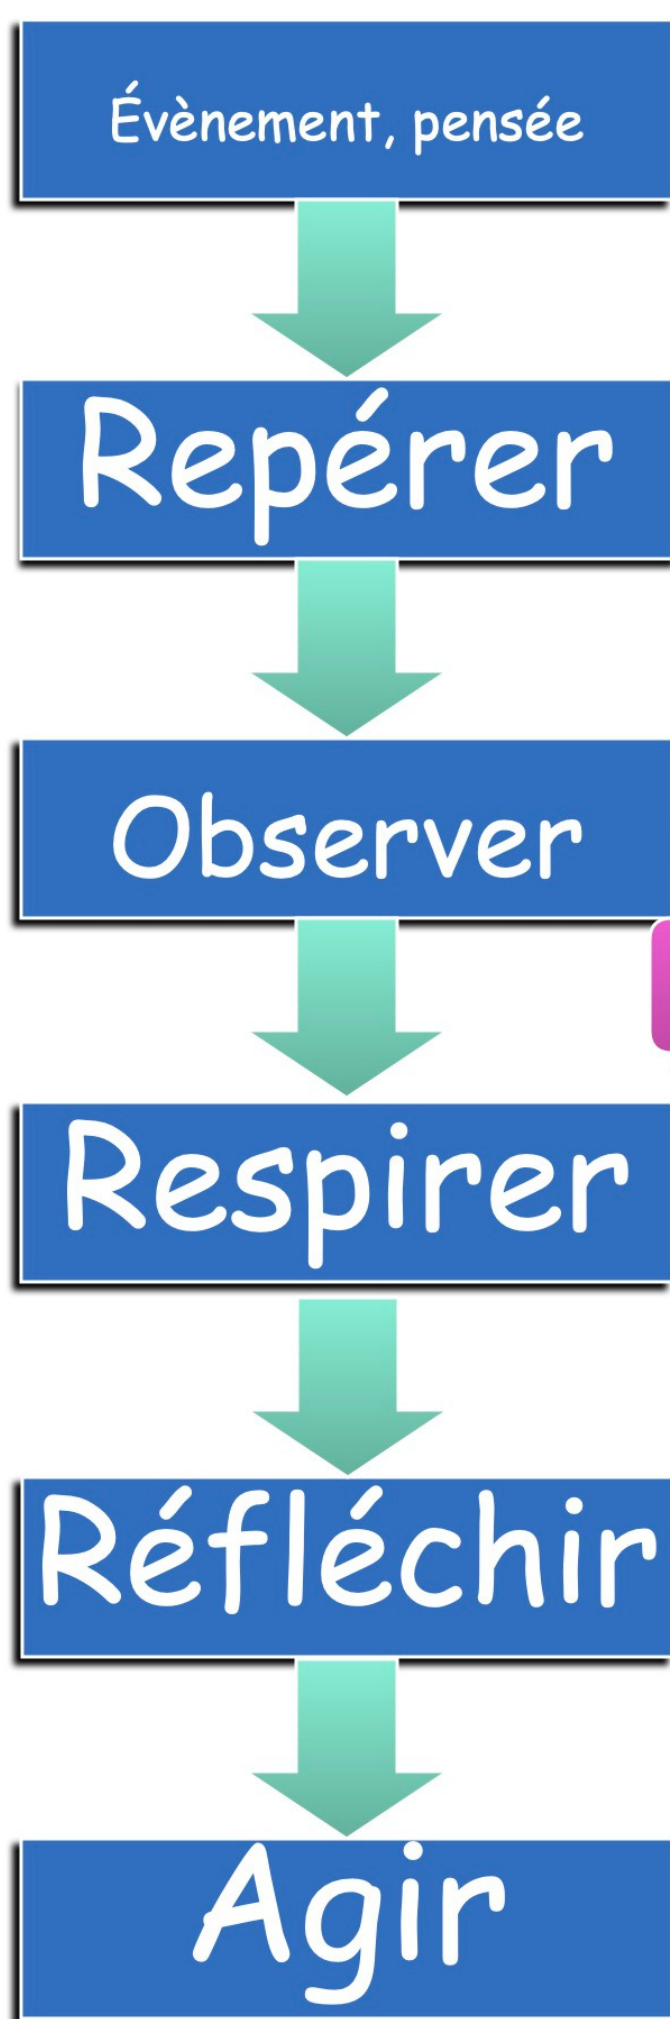 Évènement, pensée
Repérer
Observer
Respirer
Réfléchir
Agir